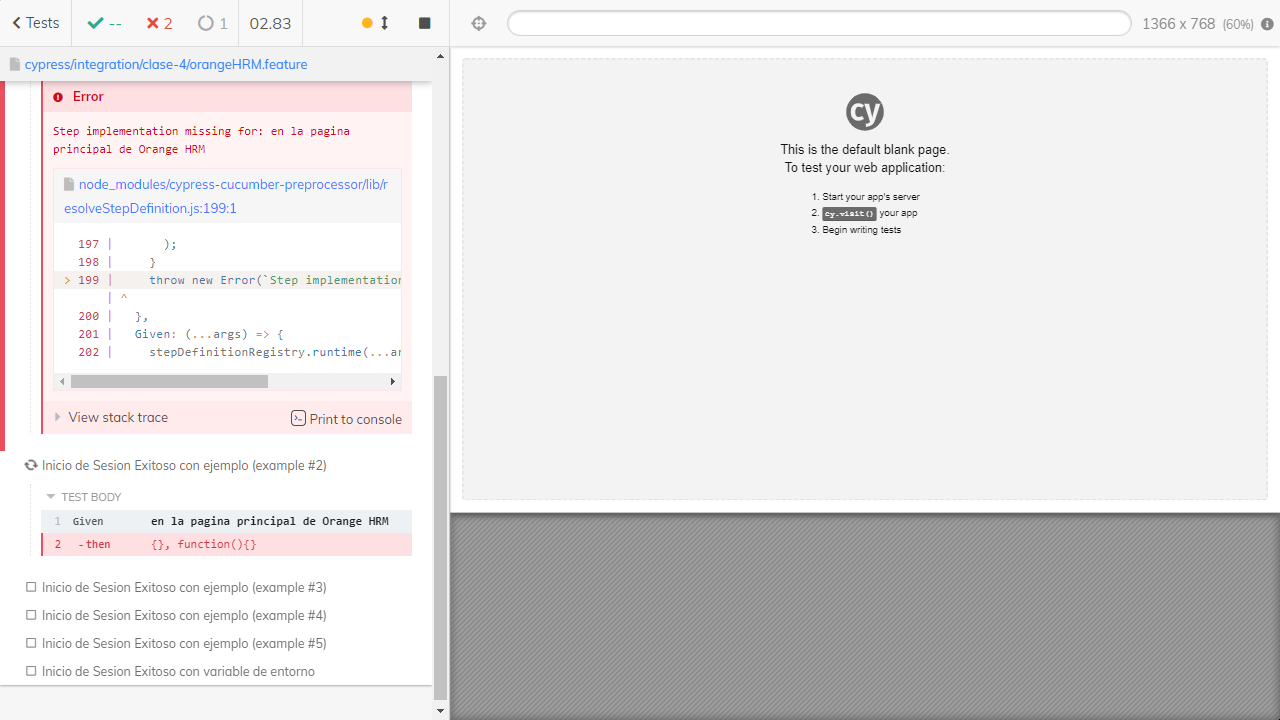 Tests
--
2
1
02.83
1366 x 768 (60%)
cypress/integration/clase-4/orangeHRM.feature
Error
Step implementation missing for: en la pagina
principal de Orange HRM
node_modules/cypress-cucumber-preprocessor/lib/r
esolveStepDefinition.js:199:1
197 | );
198 | }
> 199 | throw new Error(`Step implementation
| ^
200 | },
201 | Given: (...args) => {
202 | stepDefinitionRegistry.runtime(...ar
View stack trace
Print to console
Inicio de Sesion Exitoso con ejemplo (example #2)
TEST BODY
1 Given en la pagina principal de Orange HRM
2 -then {}, function(){}
Inicio de Sesion Exitoso con ejemplo (example #3)
Inicio de Sesion Exitoso con ejemplo (example #4)
Inicio de Sesion Exitoso con ejemplo (example #5)
Inicio de Sesion Exitoso con variable de entorno
cy
This is the default blank page.
To test your web application:
1. Start your app's server
2. cy.visit() your app
3. Begin writing tests